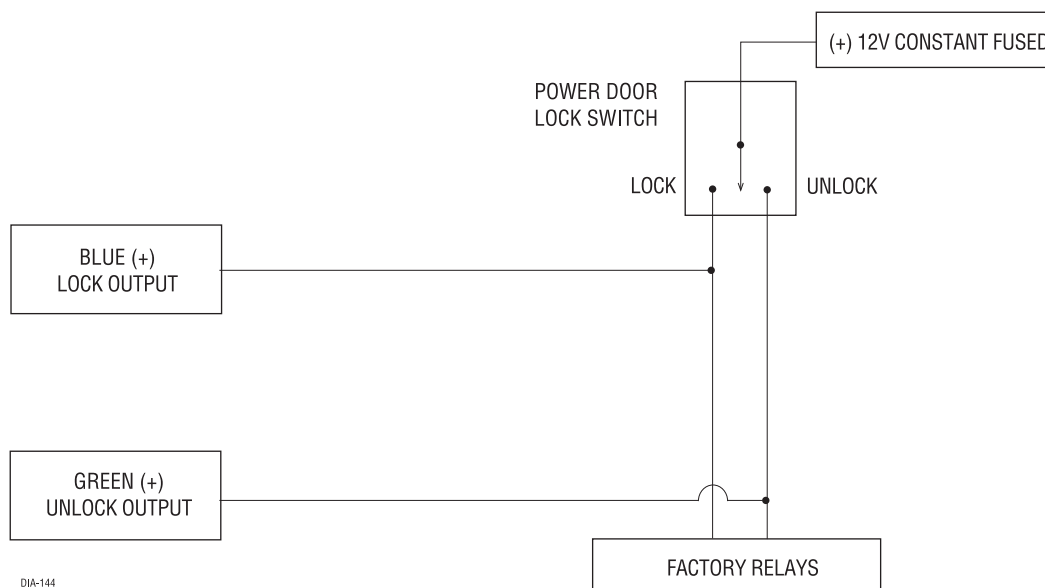 (+) 12V CONSTANT FUSED
POWER DOOR
LOCK SWITCH
LOCK
UNLOCK
BLUE (+)
LOCK OUTPUT
GREEN (+)
UNLOCK OUTPUT
FACTORY RELAYS
DIA-144